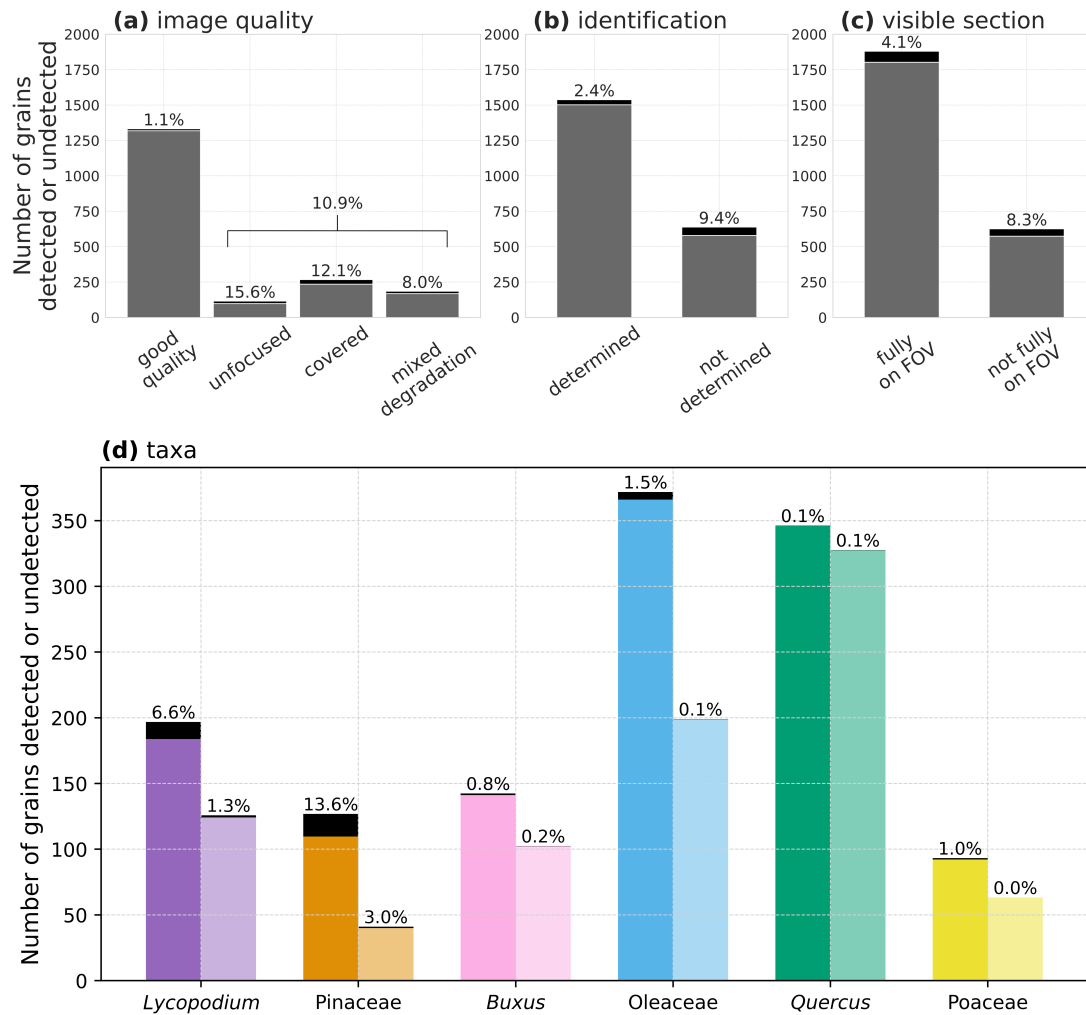 (a) image quality
(b) identification
(c) visible section
Number of grains
detected or undetected
2000
1750
1500
1250
1000
750
500
250
0
1.1%
10.9%
15.6%
12.1%
8.0%
good
quality
unfocused
covered
mixed
degradation
2000
1750
1500
1250
1000
750
500
250
0
2.4%
9.4%
determined
not
determined
2000
1750
1500
1250
1000
750
500
250
0
4.1%
8.3%
fully
on FOV
not fully
on FOV
(d) taxa
Number of grains detected or undetected
350
300
250
200
150
100
50
0
6.6%
1.3%
13.6%
3.0%
0.8%
0.2%
1.5%
0.1%
0.1%
0.1%
1.0%
0.0%
Lycopodium
Pinaceae
Buxus
Oleaceae
Quercus
Poaceae